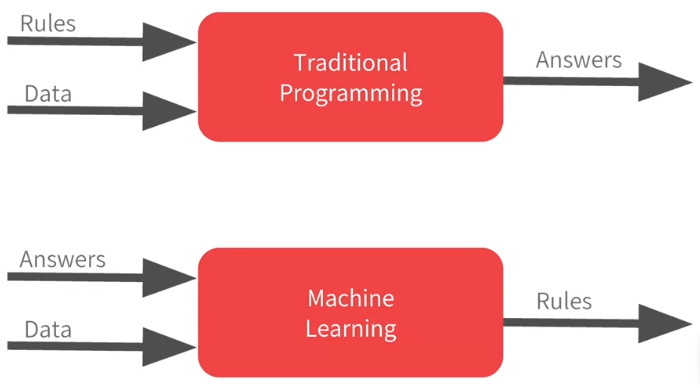 Rules
Data
Traditional
Programming
Answers
Answers
Data
Machine
Learning
Rules